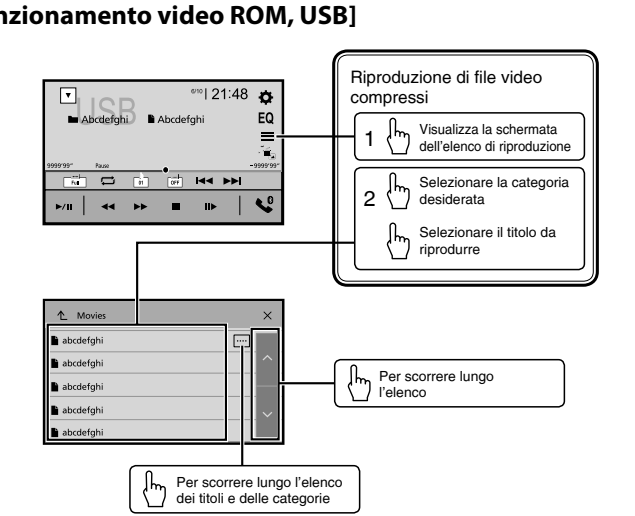 nzionamento video ROM, USB]
USB
6/10 | 21:48
EQ
Abcdefghi Abcdefghi
9999'99" Pause -9999'99"
Full 01 OFF
Riproduzione di file video
compressi
1 Visualizza la schermata
dell'elenco di riproduzione
2 Selezionare la categoria
desiderata
Selezionare il titolo da
riprodurre
Movies
abcdefghi
abcdefghi
abcdefghi
abcdefghi
abcdefghi
Per scorrere lungo
l'elenco
Per scorrere lungo l'elenco
dei titoli e delle categorie